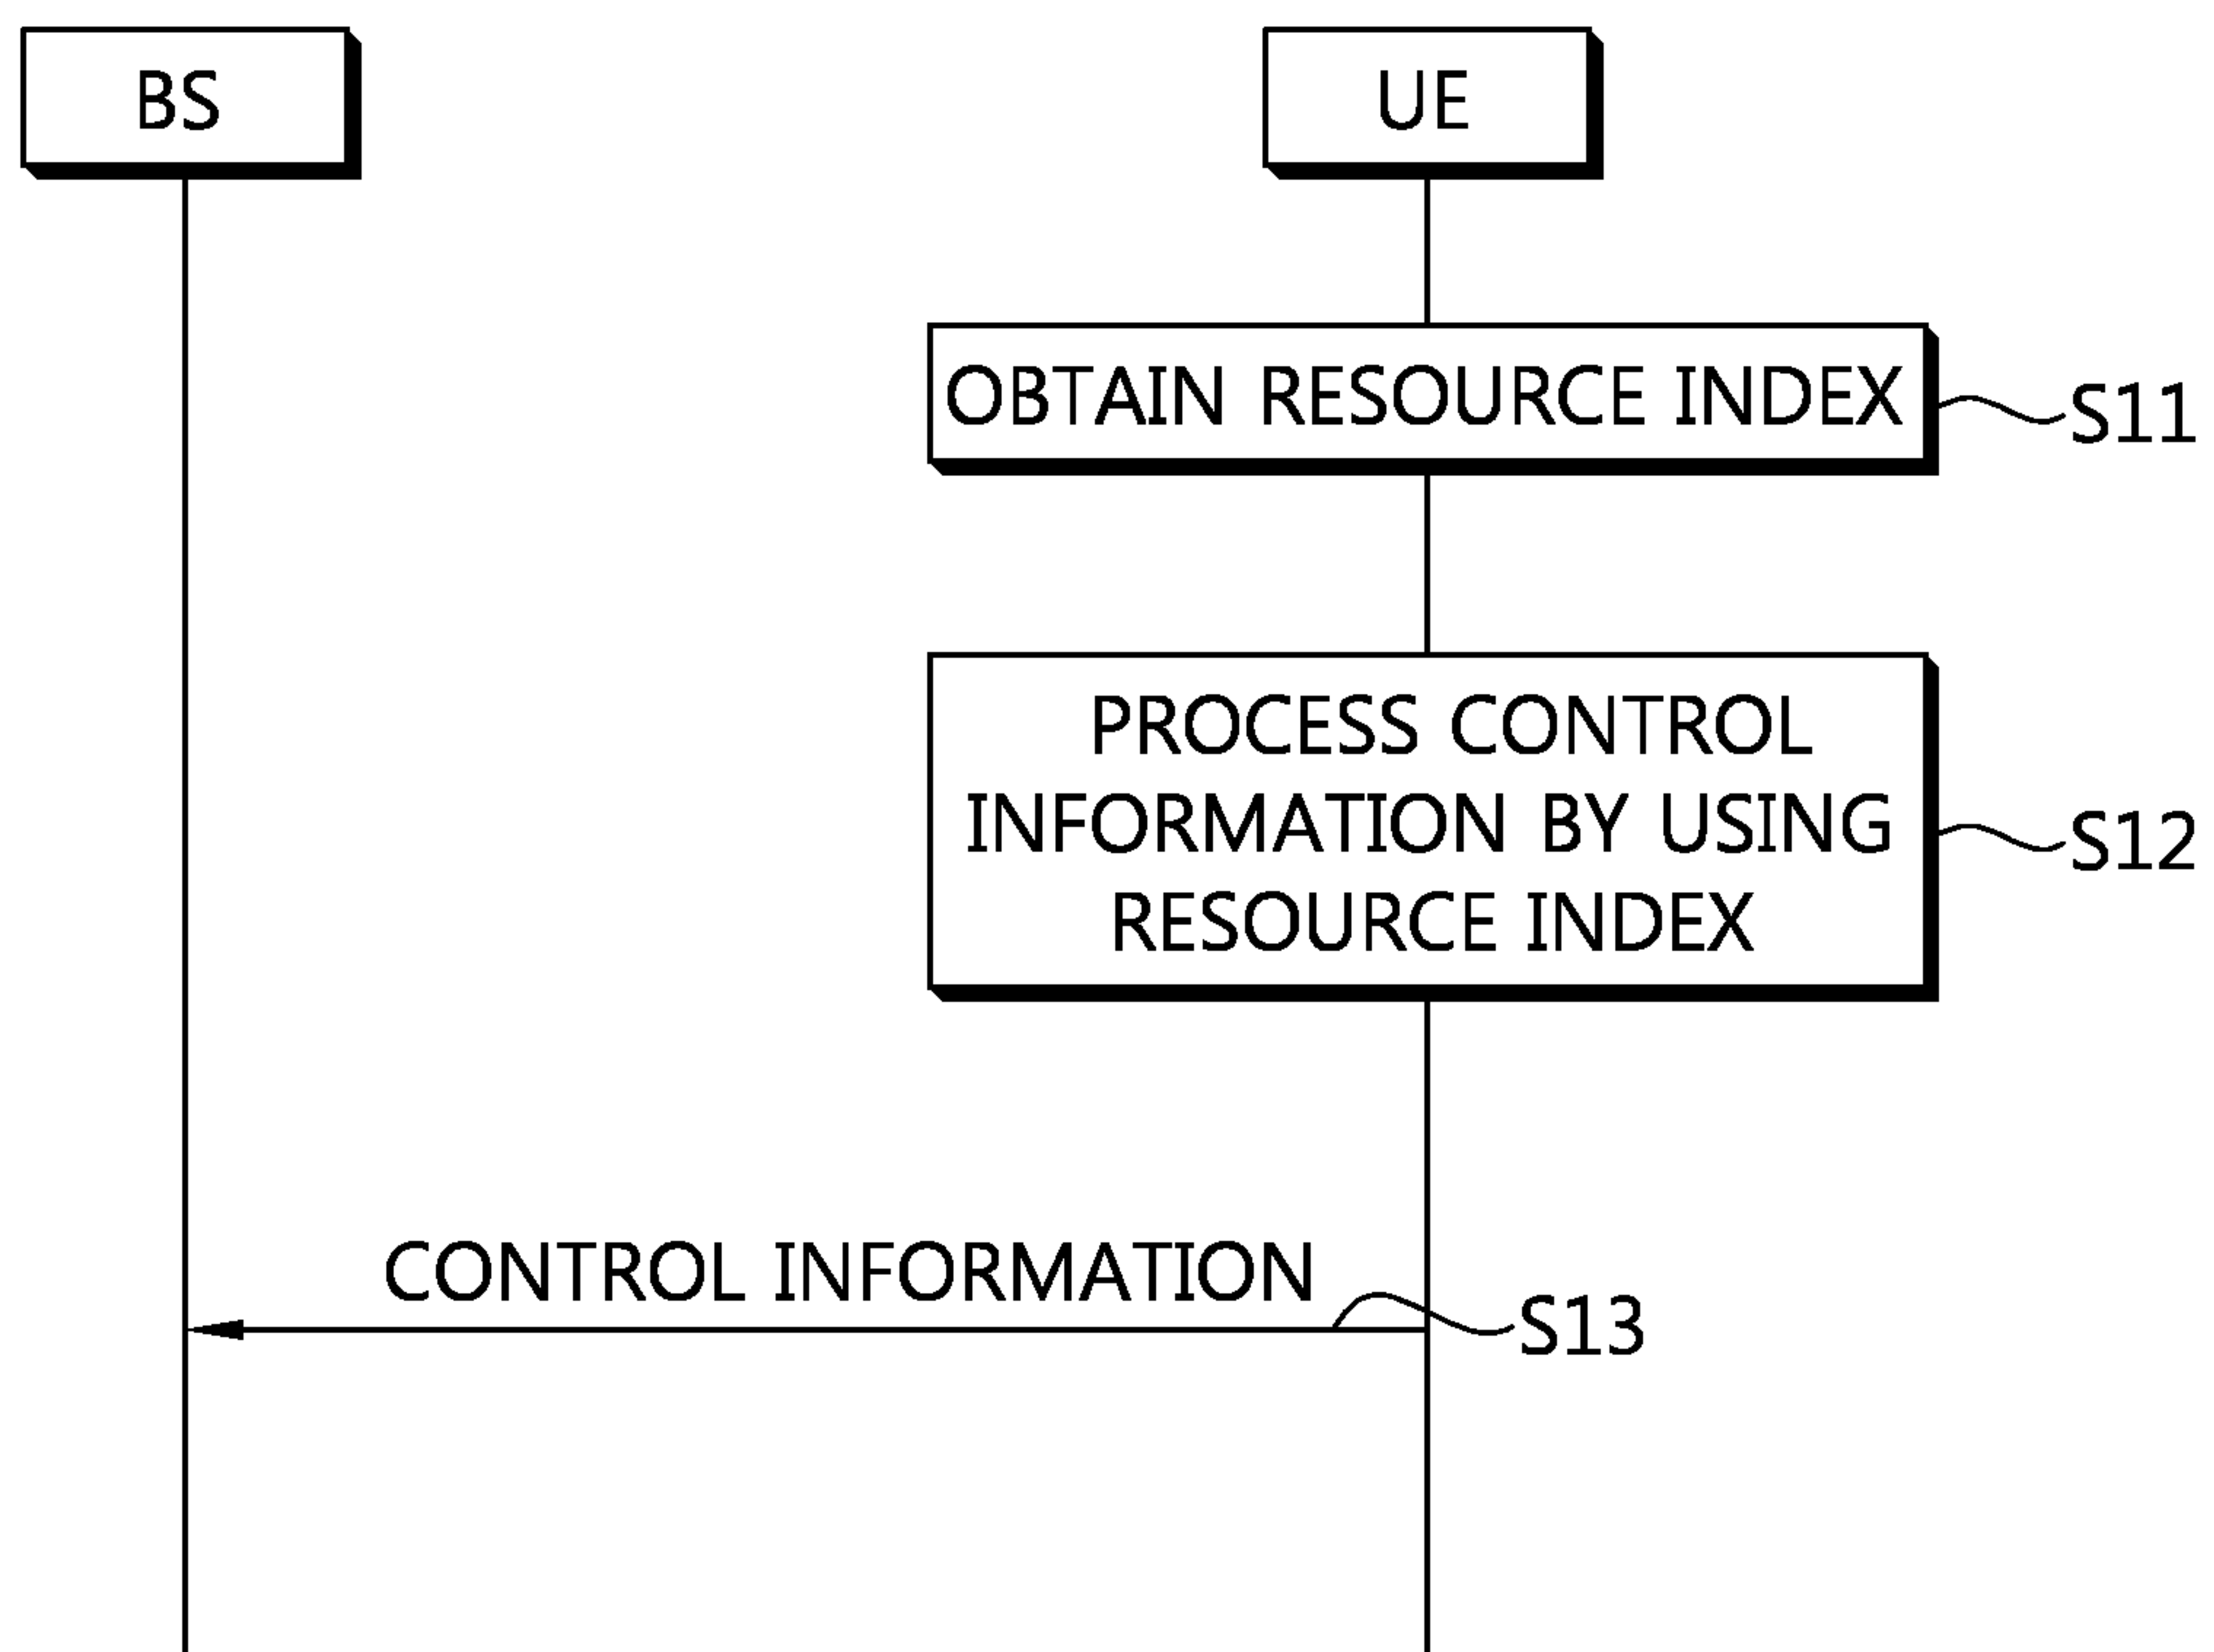 BS
UE
OBTAIN RESOURCE INDEX
S11
PROCESS CONTROL
INFORMATION BY USING
RESOURCE INDEX
S12
CONTROL INFORMATION
S13